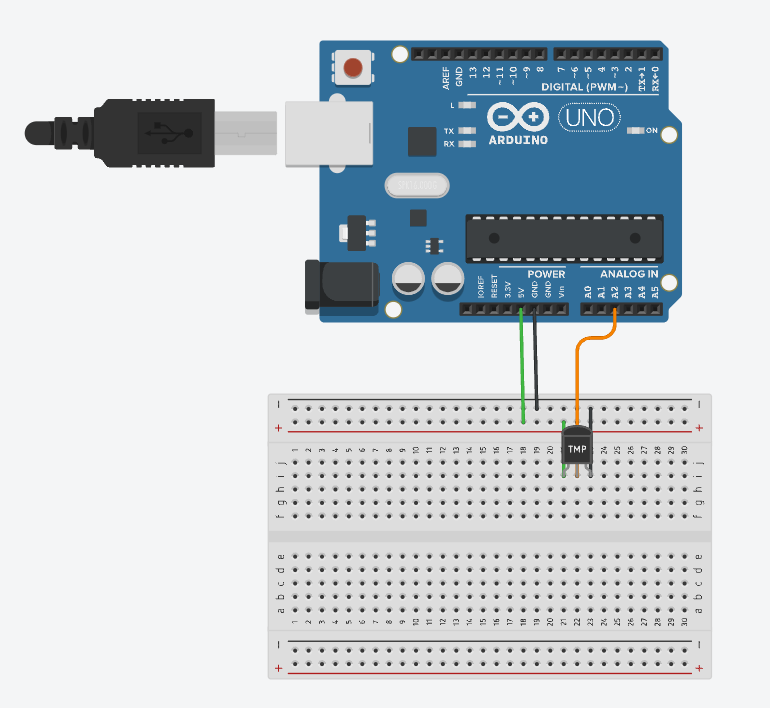 AREF GND 13 12 ~11 ~10 ~9 8 7 ~6 ~5 4 ~3 2 TX→1 RX←0
DIGITAL (PWM~)
L
TX
RX
ARDUINO
UNO
ON
POWER ANALOG IN
IOREF RESET 3.3V 5V GND GND Vin A0 A1 A2 A3 A4 A5
− −
+ +
1 2 3 4 5 6 7 8 9 10 11 12 13 14 15 16 17 18 19 20 24 25 26 27 28 29 30
TMP
j j
i i
h h
g g
f f
e e
d d
c c
b b
a a
1 2 3 4 5 6 7 8 9 10 11 12 13 14 15 16 17 18 19 20 21 22 23 24 25 26 27 28 29 30
− −
+ +